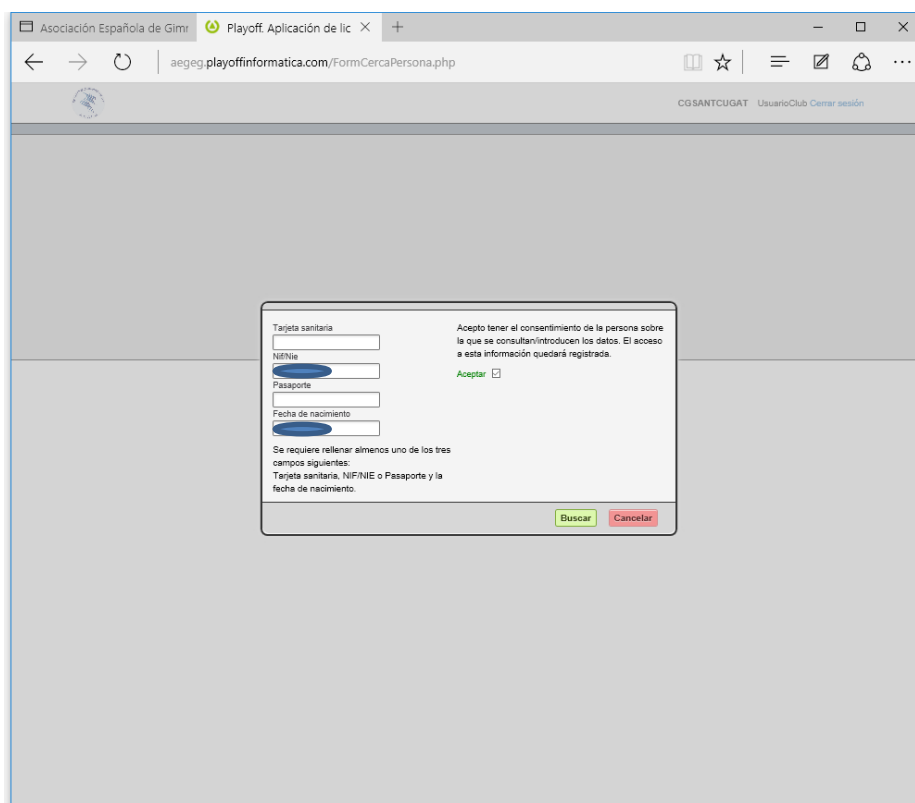 Asociación Española de Gimr
Playoff. Aplicación de lic
aegeg.playoffinformatica.com/FormCercaPersona.php
CGSANTCUGAT UsuarioClub Cerrar sesión
Tarjeta sanitaria
Nif/Nie
Pasaporte
Fecha de nacimiento
Se requiere rellenar almenos uno de los tres
campos siguientes:
Tarjeta sanitaria, NIF/NIE o Pasaporte y la
fecha de nacimiento.
Acepto tener el consentimiento de la persona sobre
la que se consultan/introducen los datos. El acceso
a esta información quedará registrada.
Aceptar
Buscar
Cancelar